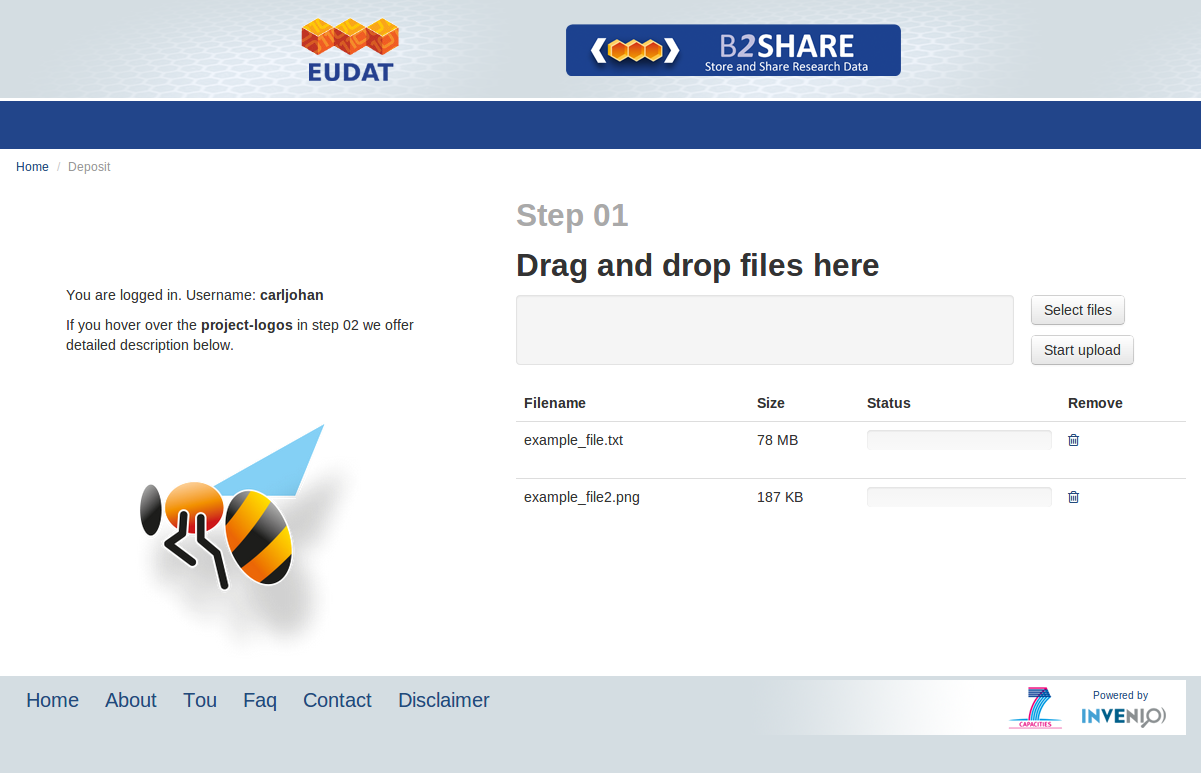 EUDAT
B2SHARE
Store and Share Research Data
Home / Deposit
Step 01
Drag and drop files here
You are logged in. Username: carljohan
If you hover over the project-logos in step 02 we offer
detailed description below.
Select files
Start upload
Filename Size Status Remove
example_file.txt 78 MB
example_file2.png 187 KB
Home About Tou Faq Contact Disclaimer
7
CAPACITIES
Powered by
INVENIO